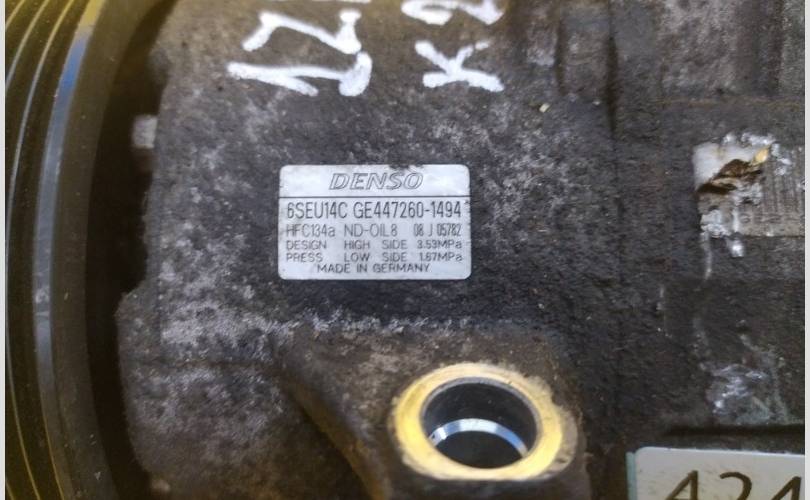 DENSO
6SEU14C GE447260-1494
HFC134a ND-OIL8 08 J 05782
DESIGN HIGH SIDE 3.53MPa
PRESS LOW SIDE 1.67MPa
MADE IN GERMANY